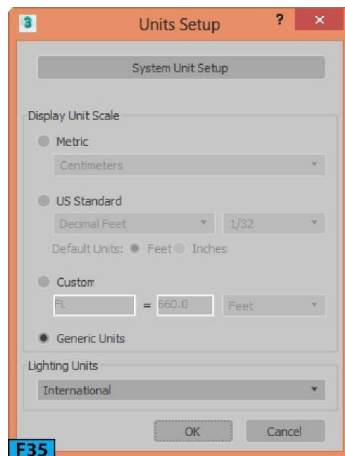 3 Units Setup ? ×
System Unit Setup
Display Unit Scale
Metric
Centimeters
US Standard
Decimal Feet 1/32
Default Units: Feet Inches
Custom
FL = 660.0 Feet
Generic Units
Lighting Units
International
OK Cancel
F35